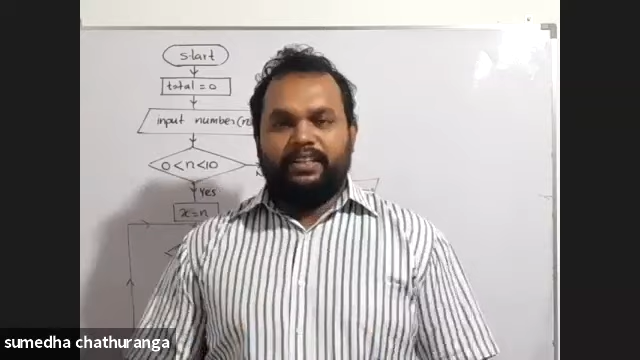 start
total = 0
input number(n
0 < n < 10
Yes
x = n
sumedha chathuranga